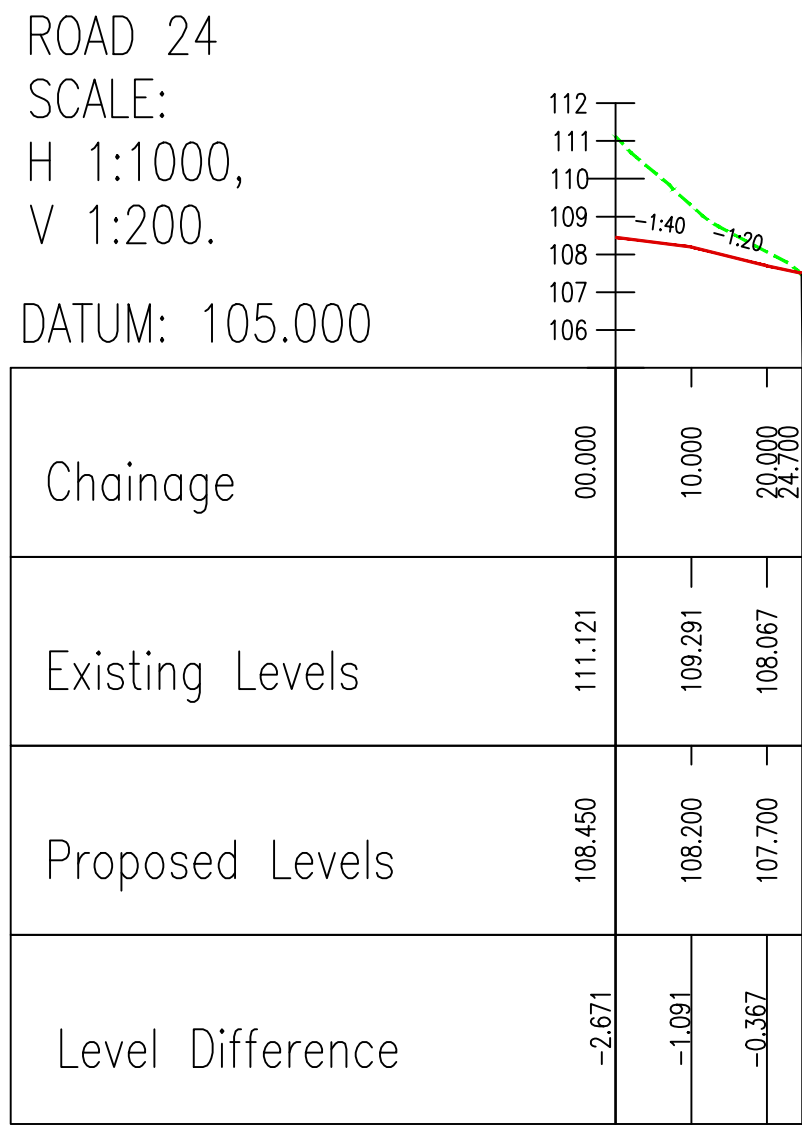 ROAD 24
SCALE:
H 1:1000,
V 1:200.
DATUM: 105.000
112
111
110
109
108
107
106
-1:40
-1:20
Chainage 00.000 10.000 20.000 24.700
Existing Levels 111.121 109.291 108.067
Proposed Levels 108.450 108.200 107.700
Level Difference -2.671 -1.091 -0.367